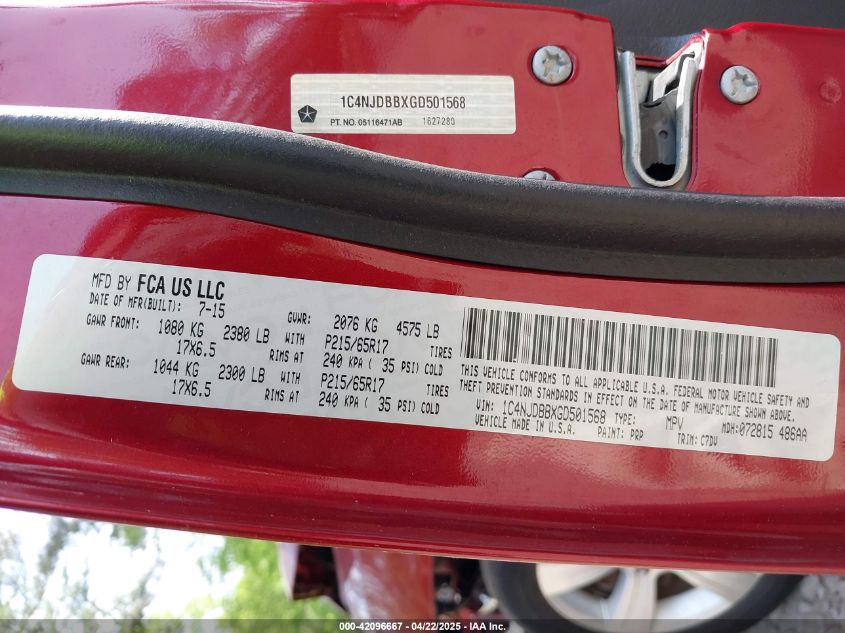 1C4NJDBBXGD501568
PT. NO. 05116471AB 1627280
MFD BY FCA US LLC
DATE OF MFR(BUILT): 7-15 GVWR: 2076 KG 4575 LB
GAWR FRONT: 1080 KG 2380 LB WITH P215/65R17 TIRES
17X6.5 RIMS AT 240 KPA ( 35 PSI) COLD
GAWR REAR: 1044 KG 2300 LB WITH P215/65R17 TIRES
17X6.5 RIMS AT 240 KPA ( 35 PSI) COLD
THIS VEHICLE CONFORMS TO ALL APPLICABLE U.S.A. FEDERAL MOTOR VEHICLE SAFETY AND
THEFT PREVENTION STANDARDS IN EFFECT ON THE DATE OF MANUFACTURE SHOWN ABOVE.
VIN: 1C4NJDBBXGD501568 TYPE: MPV MDH:072815 486AA
VEHICLE MADE IN U.S.A. PAINT: PRP TRIM: C7DV
000-42096667 - 04/22/2025 - IAA Inc.